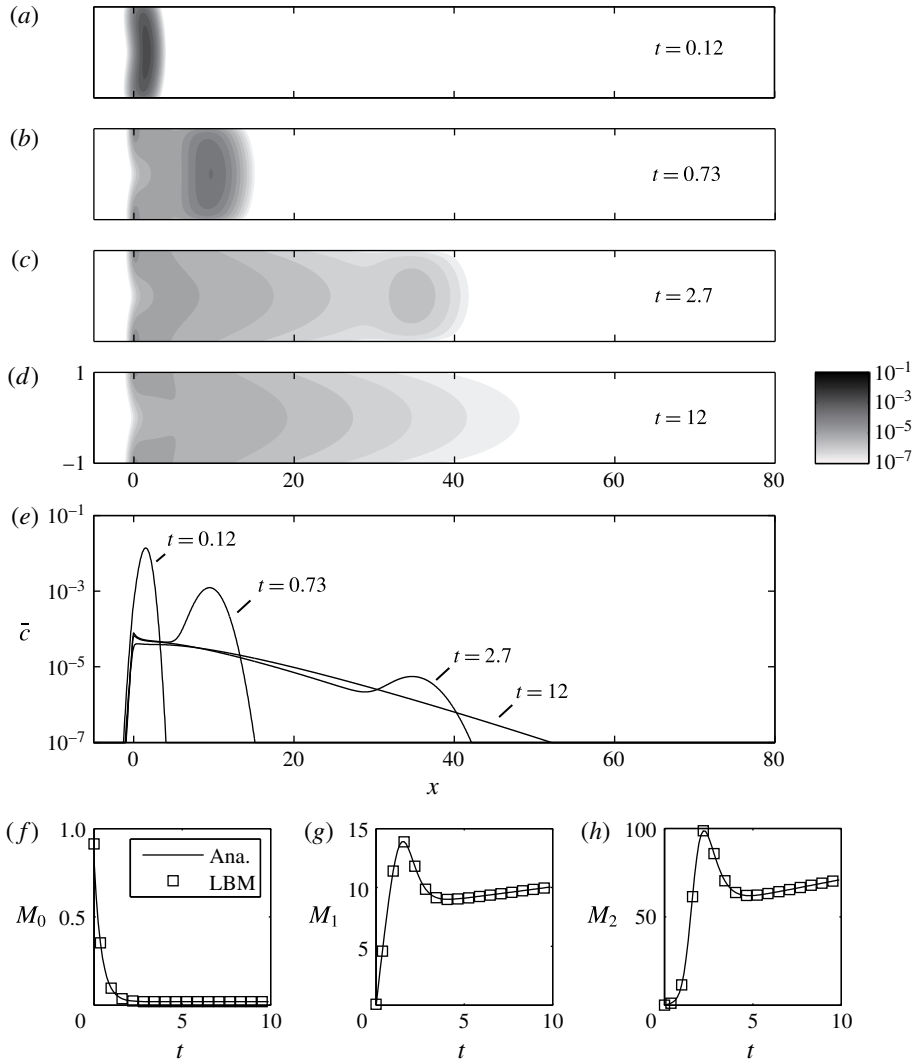 (a)
t = 0.12
(b)
t = 0.73
(c)
t = 2.7
(d)
1
−1
t = 12
0 20 40 60 80
10⁻¹
10⁻³
10⁻⁵
10⁻⁷
(e)
10⁻¹
10⁻³
10⁻⁵
10⁻⁷
c̄
t = 0.12
t = 0.73
t = 2.7
t = 12
0 20 40 60 80
x
(f)
1.0
0.5
0
M₀
Ana.
LBM
0 5 10
t
(g)
15
10
5
M₁
0 5 10
t
(h)
100
50
M₂
0 5 10
t